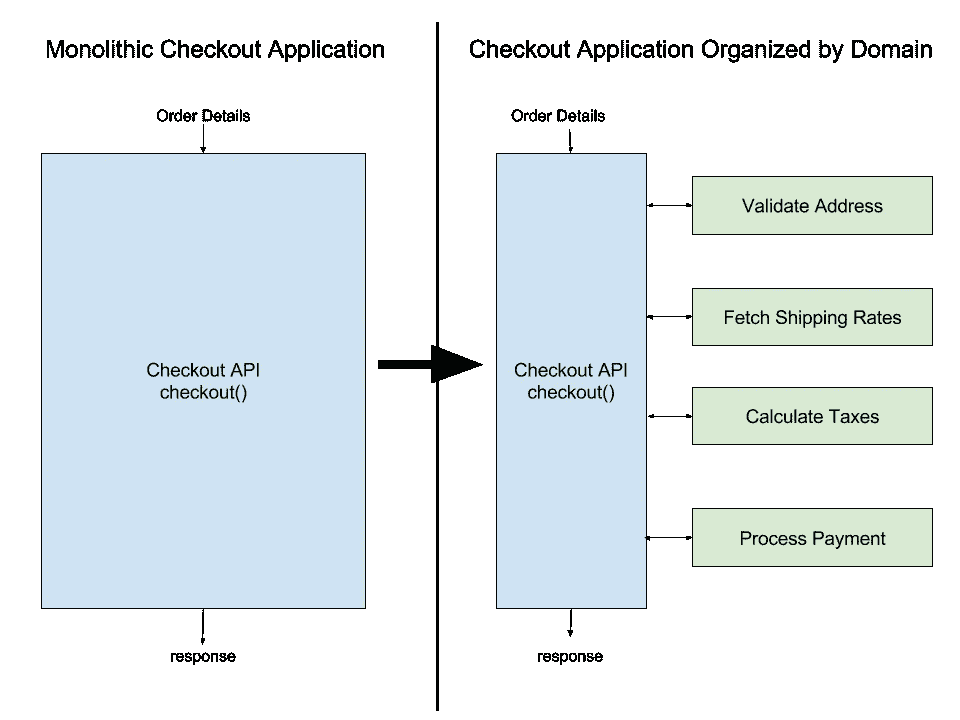 Monolithic Checkout Application
Order Details
Checkout API
checkout()
response
Checkout Application Organized by Domain
Order Details
Checkout API
checkout()
Validate Address
Fetch Shipping Rates
Calculate Taxes
Process Payment
response